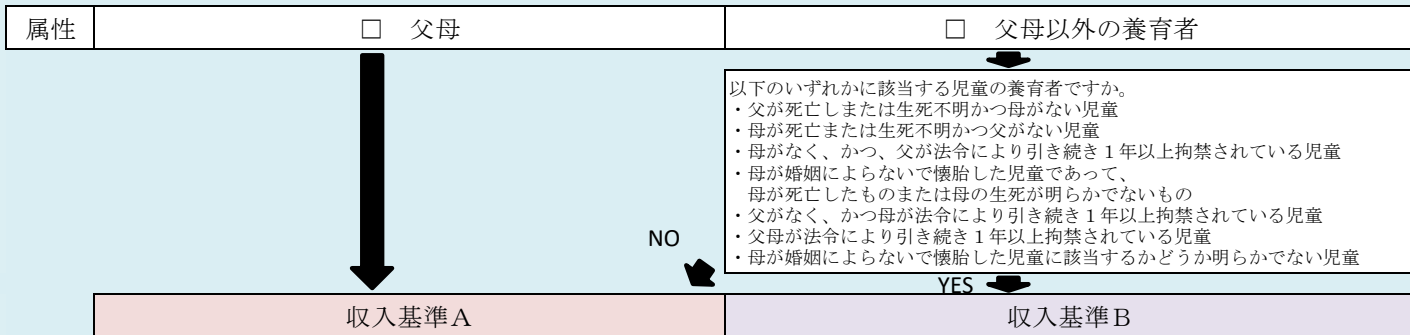 属性
□ 父母
□ 父母以外の養育者
以下のいずれかに該当する児童の養育者ですか。
・父が死亡しまたは生死不明かつ母がない児童
・母が死亡または生死不明かつ父がない児童
・母がなく、かつ、父が法令により引き続き１年以上拘禁されている児童
・母が婚姻によらないで懐胎した児童であって、
母が死亡したものまたは母の生死が明らかでないもの
・父がなく、かつ母が法令により引き続き１年以上拘禁されている児童
・父母が法令により引き続き１年以上拘禁されている児童
・母が婚姻によらないで懐胎した児童に該当するかどうか明らかでない児童
NO
YES
収入基準Ａ
収入基準Ｂ